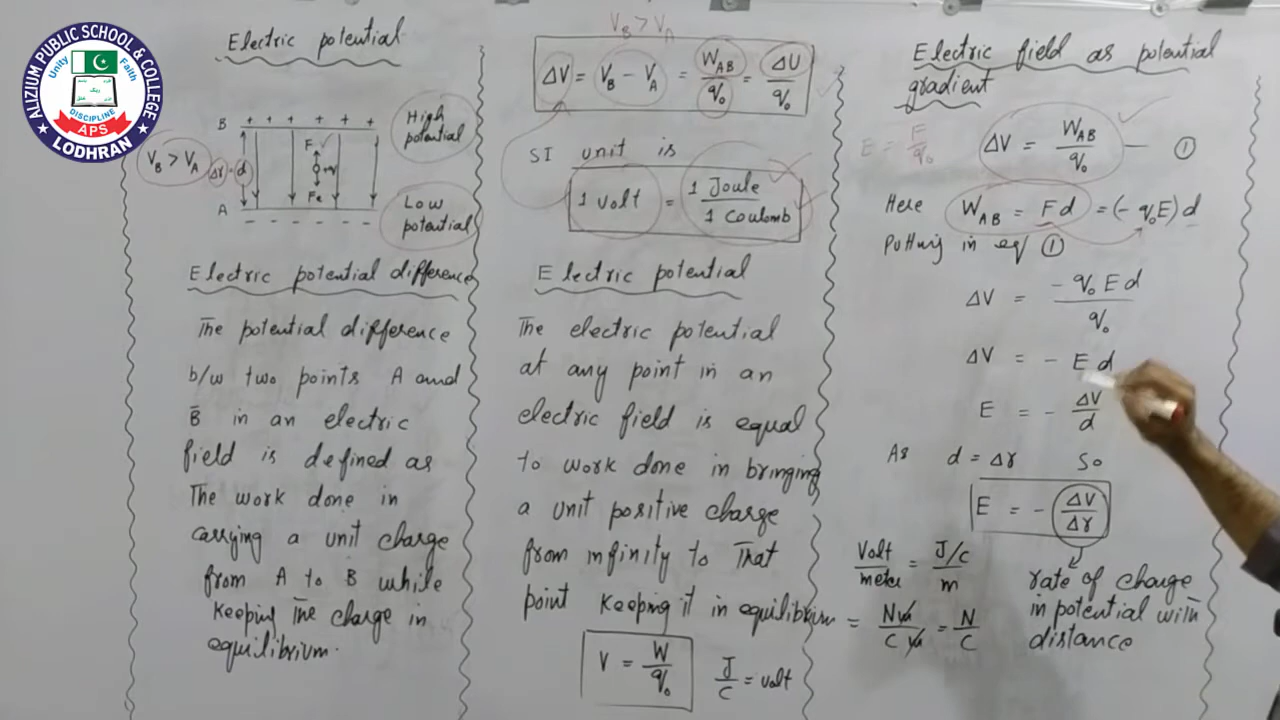 ALIZIUM PUBLIC SCHOOL & COLLEGE
Unity
Faith
DISCIPLINE
APS
LODHRAN
Electric potential
B + + + + + +
High potential
V_B > V_A
Δr = d
F
+q
Fe
A - - - - - -
Low potential
Electric potential difference
The potential difference
b/w two points A and
B in an electric
field is defined as
The work done in
carrying a unit charge
from A to B while
keeping the charge in
equilibrium.
V_B > V_A
ΔV = V_B - V_A = W_AB/q₀ = ΔU/q₀
SI unit is
1 volt = 1 Joule/1 Coulomb
Electric potential
The electric potential
at any point in an
electric field is equal
to work done in bringing
a unit positive charge
from infinity to That
point keeping it in equilibrium
V = W/q₀
J/C = volt
Electric field as potential
gradient
E = F/q₀
ΔV = W_AB/q₀ — ①
Here W_AB = Fd = (- q₀E) d
Putting in eq ①
ΔV = - q₀ E d/q₀
ΔV = - E d
E = - ΔV/d
As d = Δr So
E = - ΔV/Δr
Volt/meter = J/C/m
= Nm/Cm = N/C
rate of change
in potential with
distance